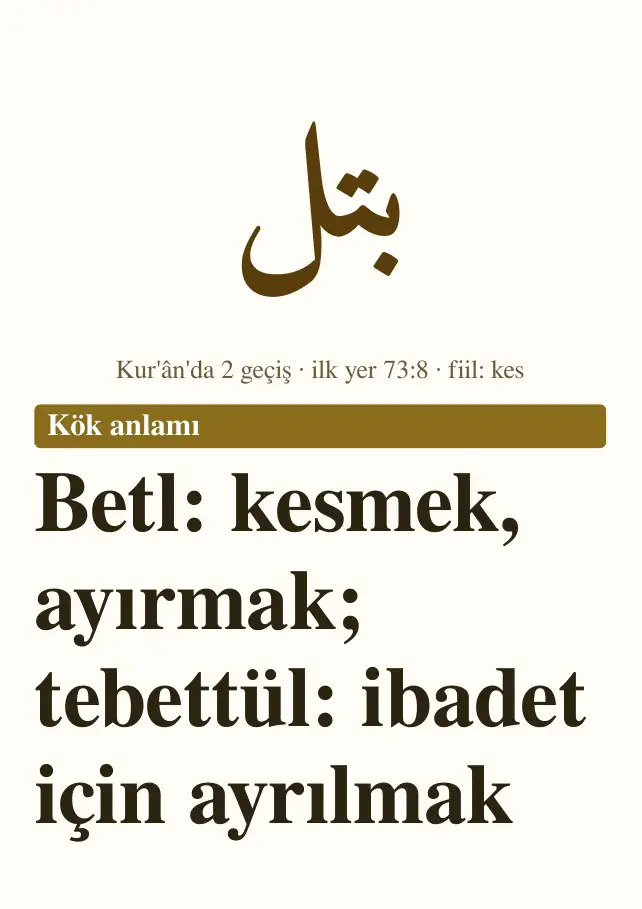 بتل
Kur'ân'da 2 geçiş · ilk yer 73:8 · fiil: kes
Kök anlamı
Betl: kesmek,
ayırmak;
tebettül: ibadet
için ayrılmak